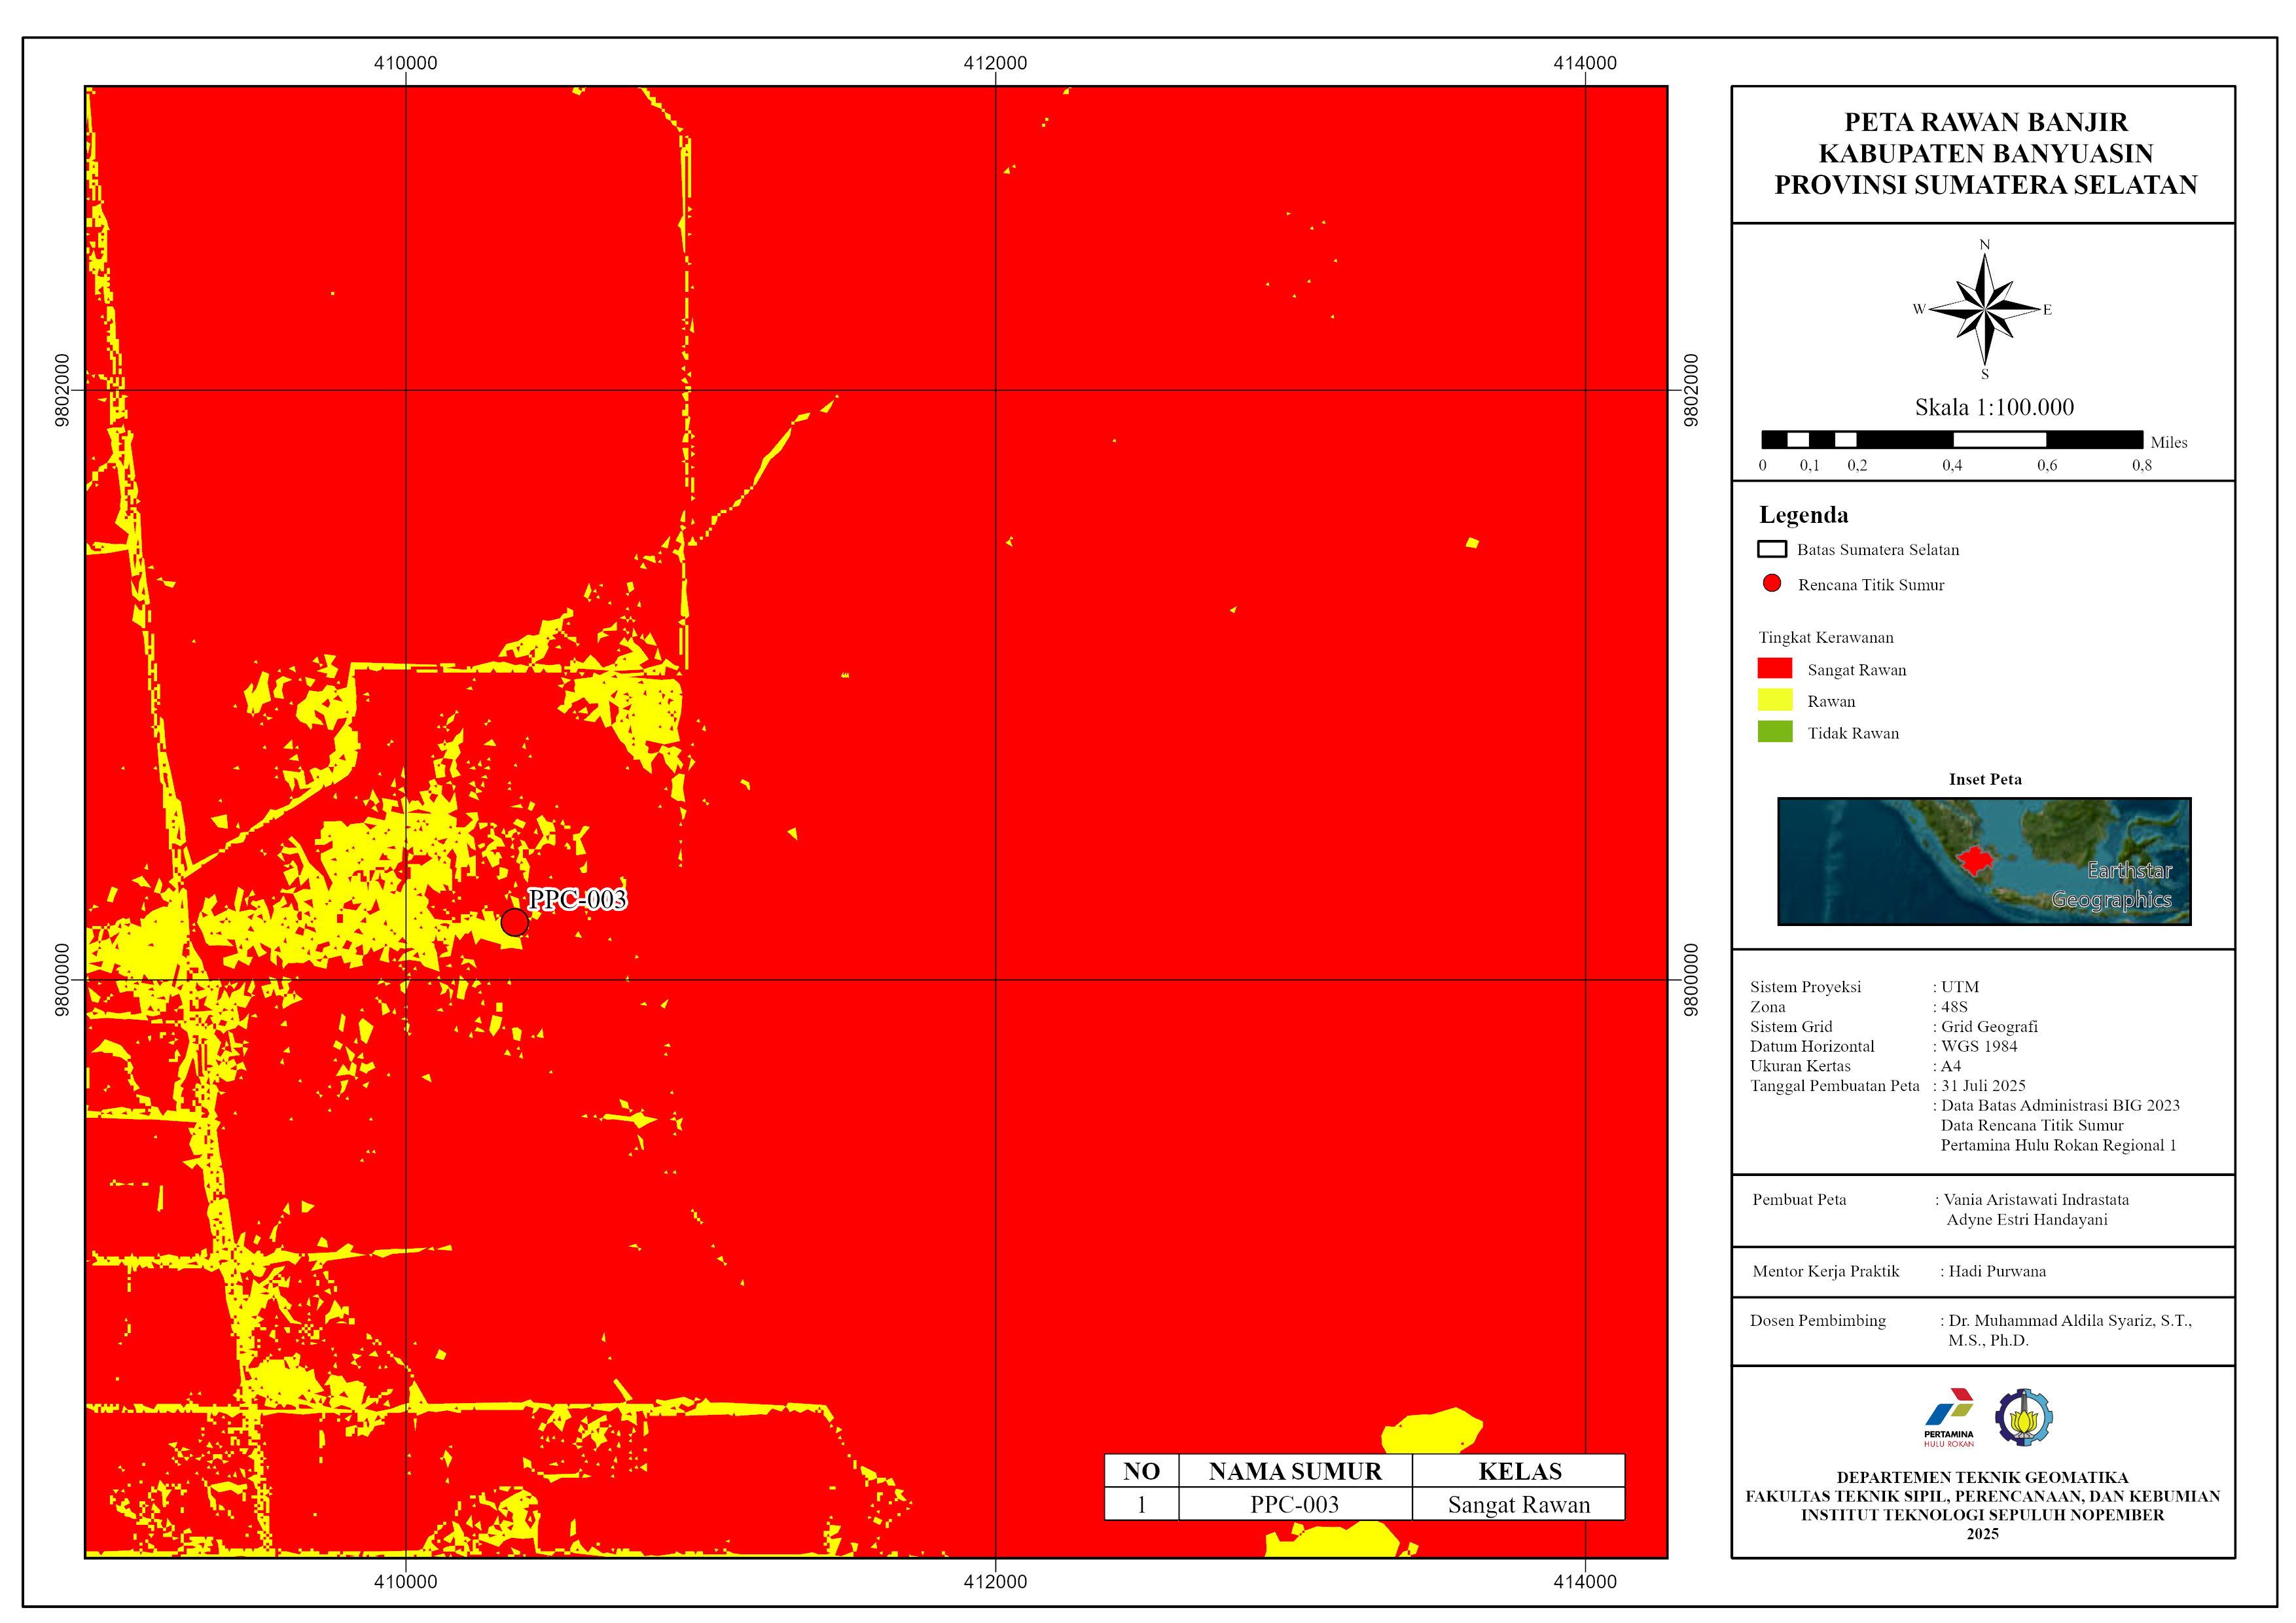 410000
412000
414000
9802000
9802000
9800000
9800000
PPC-003
NO NAMA SUMUR KELAS
1 PPC-003 Sangat Rawan
410000
412000
414000
PETA RAWAN BANJIR
KABUPATEN BANYUASIN
PROVINSI SUMATERA SELATAN
N
W E
S
Skala 1:100.000
Miles
0 0,1 0,2 0,4 0,6 0,8
Legenda
Batas Sumatera Selatan
Rencana Titik Sumur
Tingkat Kerawanan
Sangat Rawan
Rawan
Tidak Rawan
Inset Peta
Earthstar
Geographics
Sistem Proyeksi : UTM
Zona : 48S
Sistem Grid : Grid Geografi
Datum Horizontal : WGS 1984
Ukuran Kertas : A4
Tanggal Pembuatan Peta : 31 Juli 2025
: Data Batas Administrasi BIG 2023
Data Rencana Titik Sumur
Pertamina Hulu Rokan Regional 1
Pembuat Peta : Vania Aristawati Indrastata
Adyne Estri Handayani
Mentor Kerja Praktik : Hadi Purwana
Dosen Pembimbing : Dr. Muhammad Aldila Syariz, S.T.,
M.S., Ph.D.
PERTAMINA
HULU ROKAN
DEPARTEMEN TEKNIK GEOMATIKA
FAKULTAS TEKNIK SIPIL, PERENCANAAN, DAN KEBUMIAN
INSTITUT TEKNOLOGI SEPULUH NOPEMBER
2025